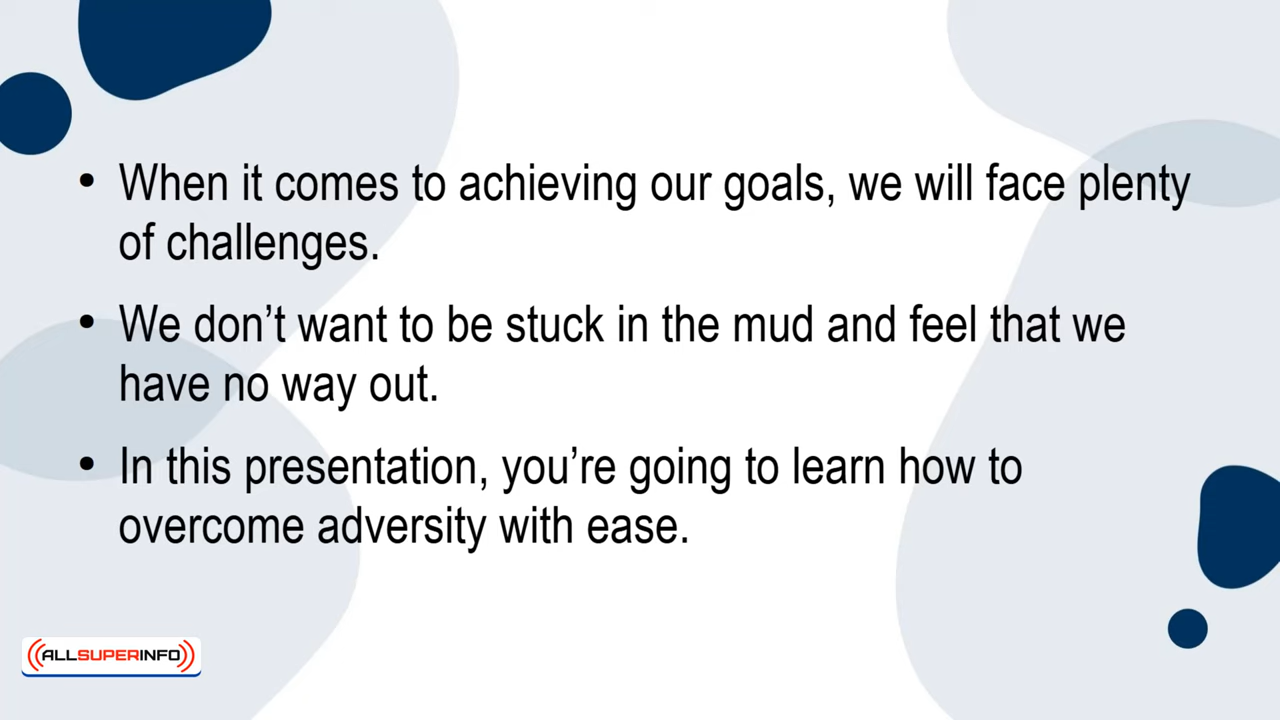 • When it comes to achieving our goals, we will face plenty
of challenges.
• We don’t want to be stuck in the mud and feel that we
have no way out.
• In this presentation, you’re going to learn how to
overcome adversity with ease.
ALLSUPERINFO